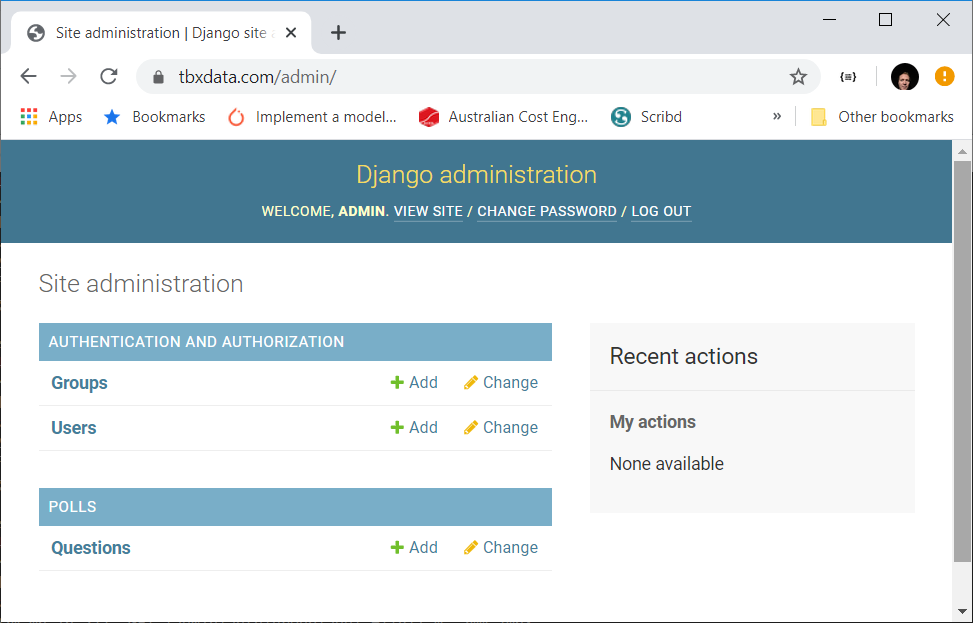 Site administration | Django site
tbxdata.com/admin/
Apps Bookmarks Implement a model... Australian Cost Eng... Scribd » Other bookmarks
Django administration
WELCOME, ADMIN. VIEW SITE / CHANGE PASSWORD / LOG OUT
Site administration
AUTHENTICATION AND AUTHORIZATION
Groups Add Change
Users Add Change
POLLS
Questions Add Change
Recent actions
My actions
None available